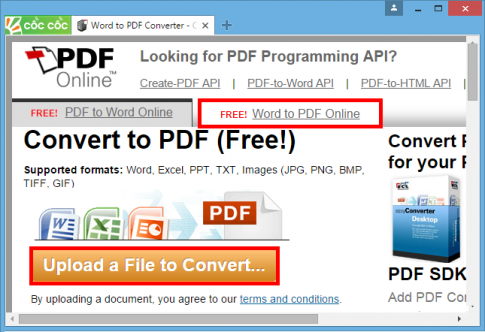 cốc cốc
Word to PDF Converter - C
PDF
Online™
Looking for PDF Programming API?
Create-PDF API | PDF-to-Word API | PDF-to-HTML API |
FREE! PDF to Word Online
FREE! Word to PDF Online
Convert to PDF (Free!)
Supported formats: Word, Excel, PPT, TXT, Images (JPG, PNG, BMP,
TIFF, GIF)
PDF
Upload a File to Convert...
By uploading a document, you agree to our terms and conditions.
Convert F
for your F
easyConverter
Desktop
PDF SDK
Add PDF Con